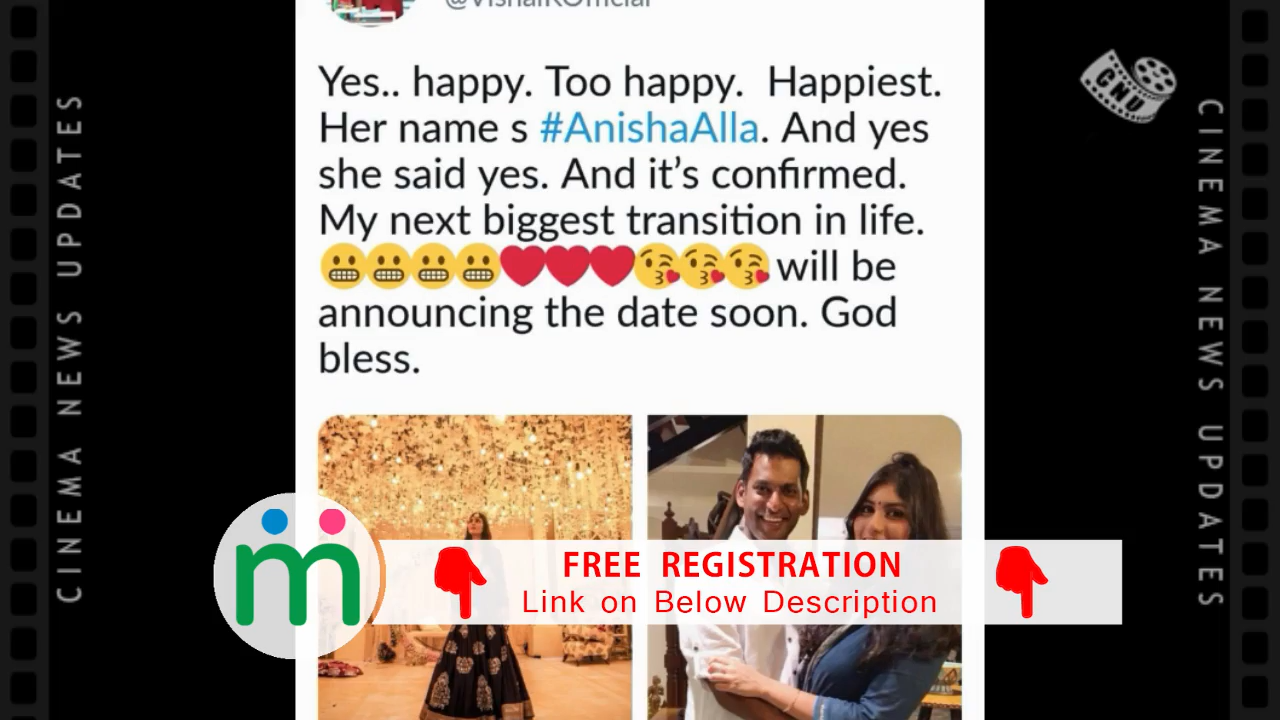 @VishalKOfficial
Yes.. happy. Too happy. Happiest.
Her name s #AnishaAlla. And yes
she said yes. And it’s confirmed.
My next biggest transition in life.
😬😬😬😬❤️❤️❤️😘😘😘 will be
announcing the date soon. God
bless.
CINEMA NEWS UPDATES
CNU
CINEMA NEWS UPDATES
m
FREE REGISTRATION
Link on Below Description